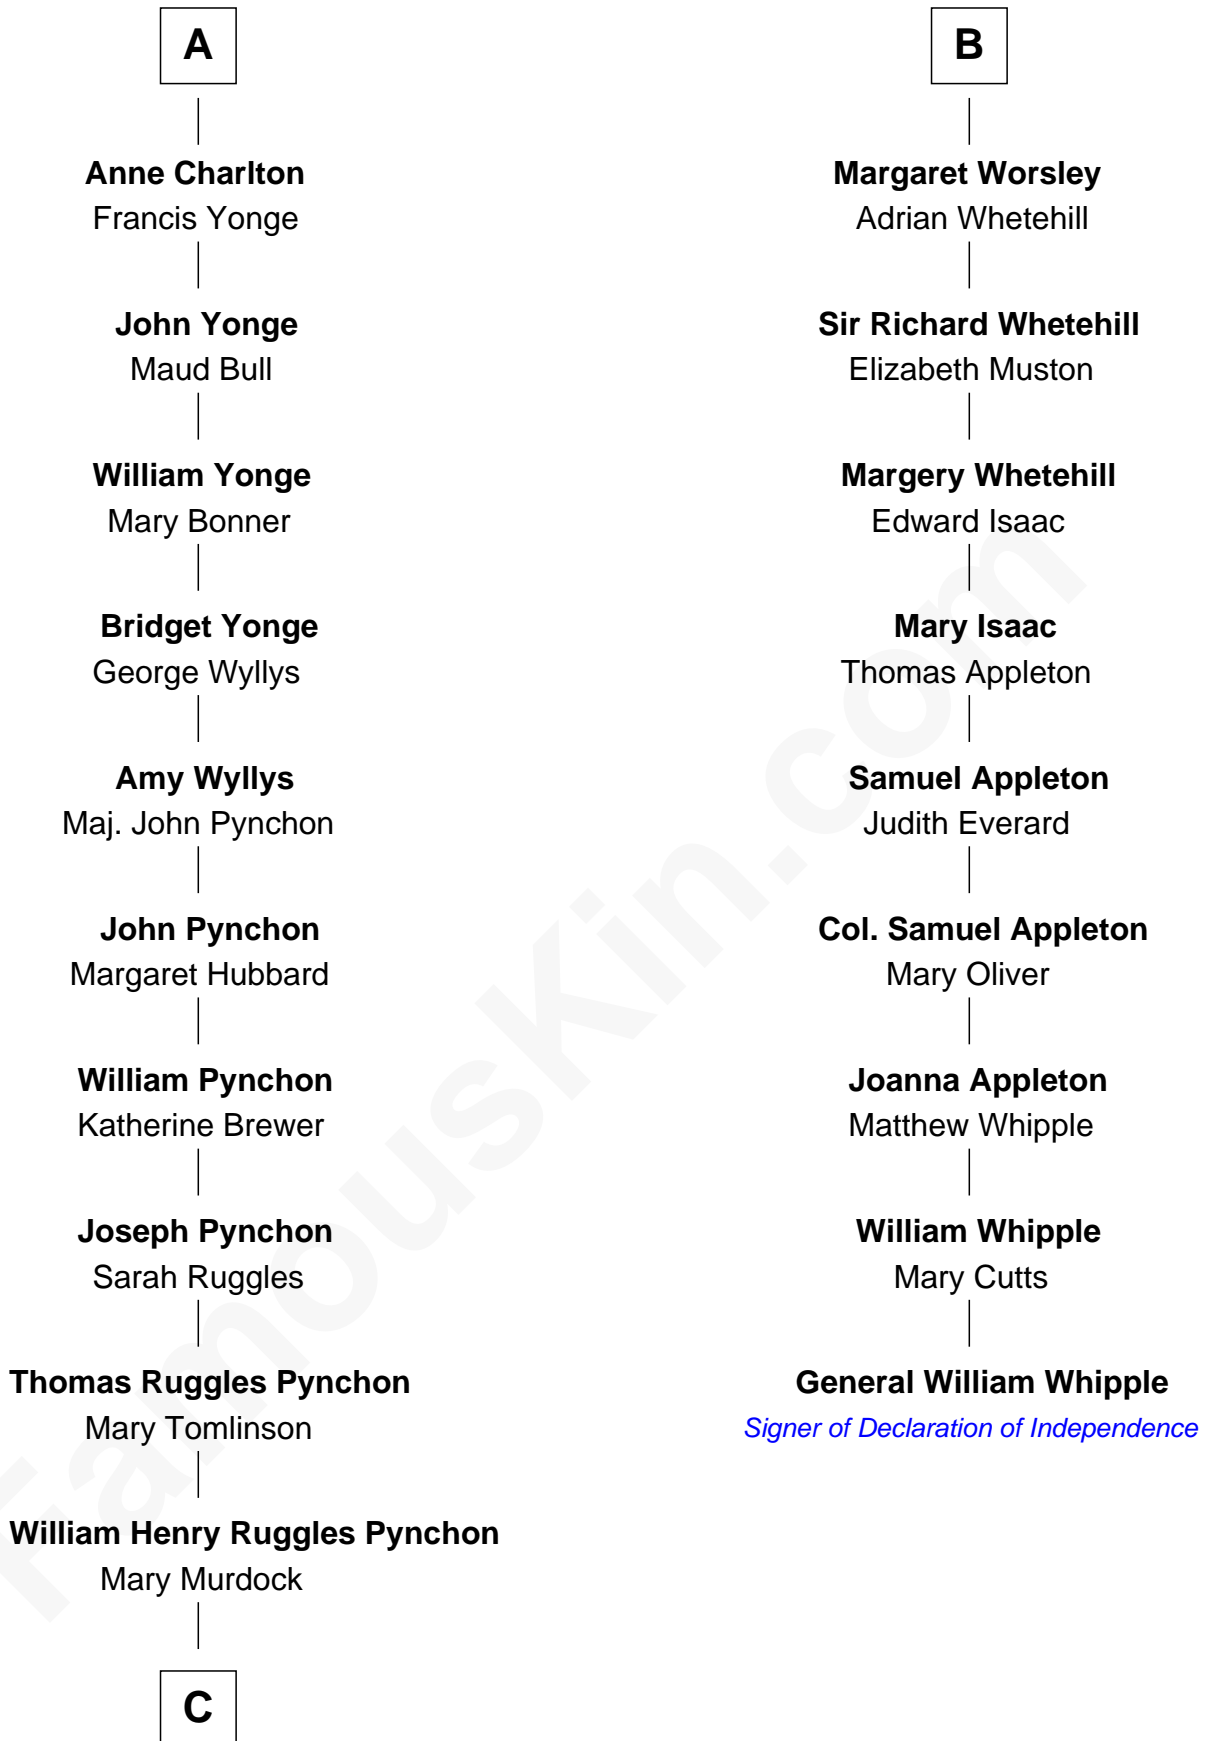 A
Anne Charlton
Francis Yonge
John Yonge
Maud Bull
William Yonge
Mary Bonner
Bridget Yonge
George Wyllys
Amy Wyllys
Maj. John Pynchon
John Pynchon
Margaret Hubbard
William Pynchon
Katherine Brewer
Joseph Pynchon
Sarah Ruggles
Thomas Ruggles Pynchon
Mary Tomlinson
William Henry Ruggles Pynchon
Mary Murdock
C
B
Margaret Worsley
Adrian Whetehill
Sir Richard Whetehill
Elizabeth Muston
Margery Whetehill
Edward Isaac
Mary Isaac
Thomas Appleton
Samuel Appleton
Judith Everard
Col. Samuel Appleton
Mary Oliver
Joanna Appleton
Matthew Whipple
William Whipple
Mary Cutts
General William Whipple
Signer of Declaration of Independence
FamousKin.com